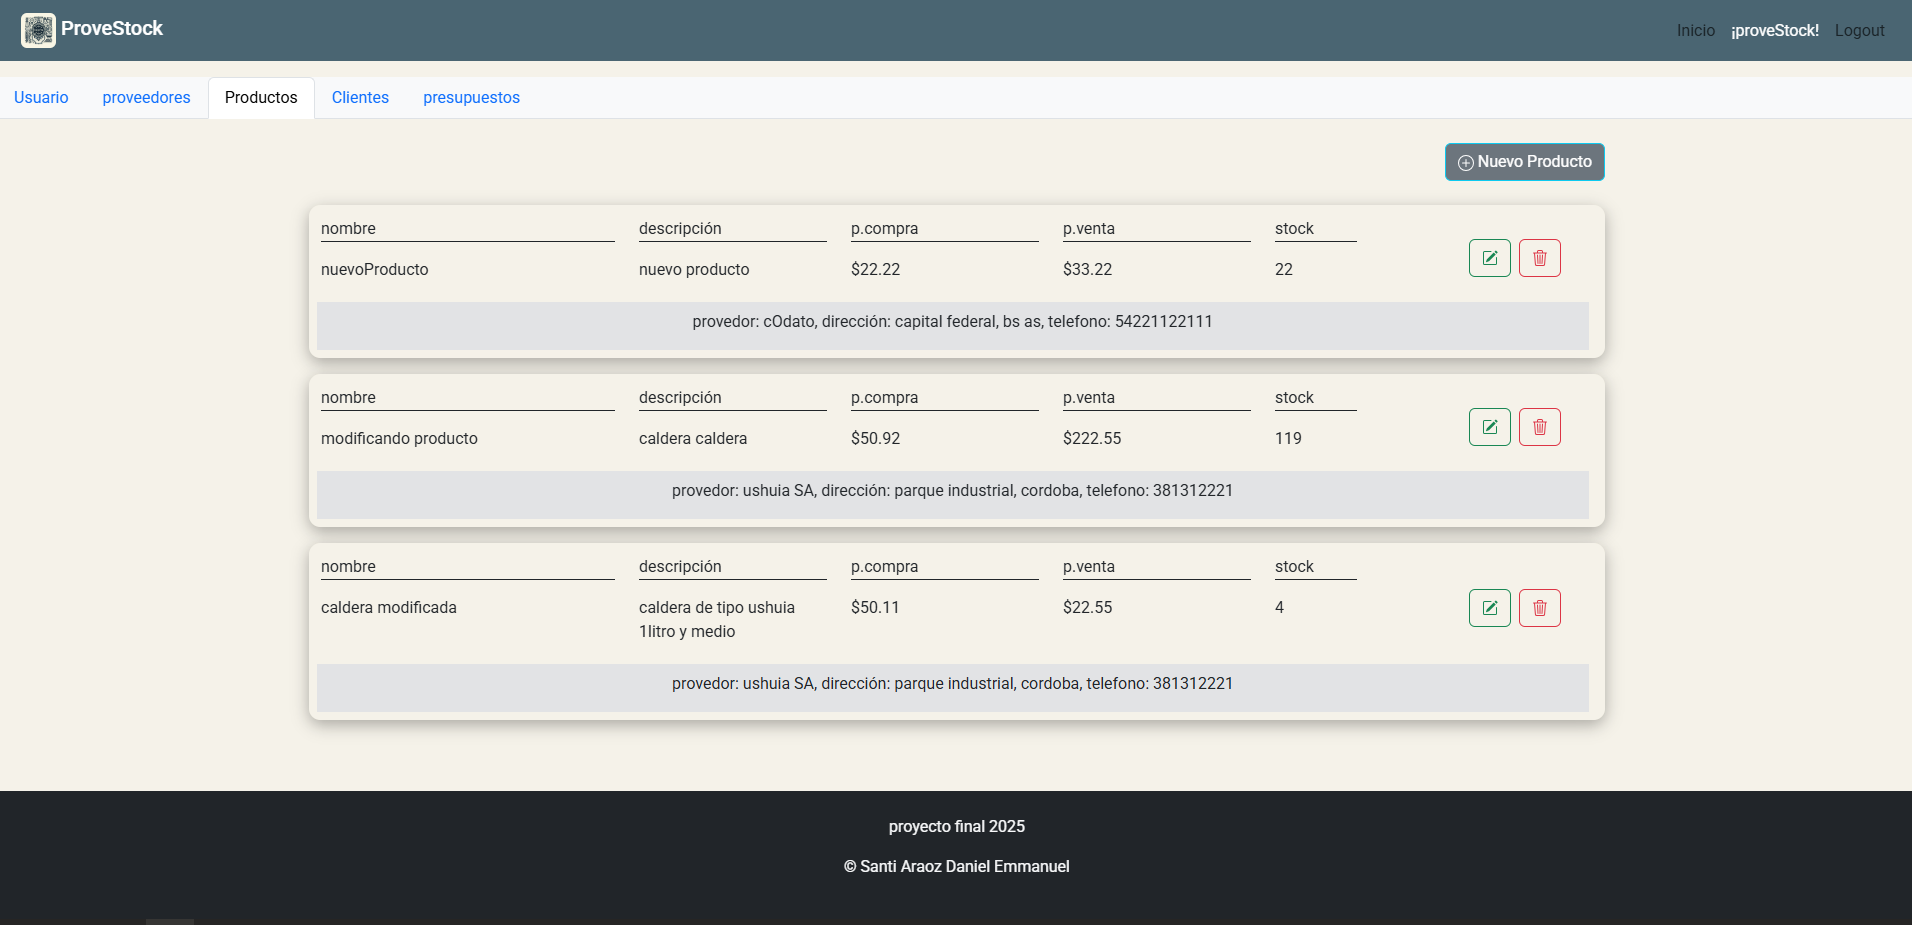 ProveStock
Inicio ¡proveStock! Logout
Usuario proveedores Productos Clientes presupuestos
Nuevo Producto
nombre descripción p.compra p.venta stock
nuevoProducto nuevo producto $22.22 $33.22 22
provedor: cOdato, dirección: capital federal, bs as, telefono: 54221122111
nombre descripción p.compra p.venta stock
modificando producto caldera caldera $50.92 $222.55 119
provedor: ushuia SA, dirección: parque industrial, cordoba, telefono: 381312221
nombre descripción p.compra p.venta stock
caldera modificada caldera de tipo ushuia $50.11 $22.55 4
1litro y medio
provedor: ushuia SA, dirección: parque industrial, cordoba, telefono: 381312221
proyecto final 2025
© Santi Araoz Daniel Emmanuel